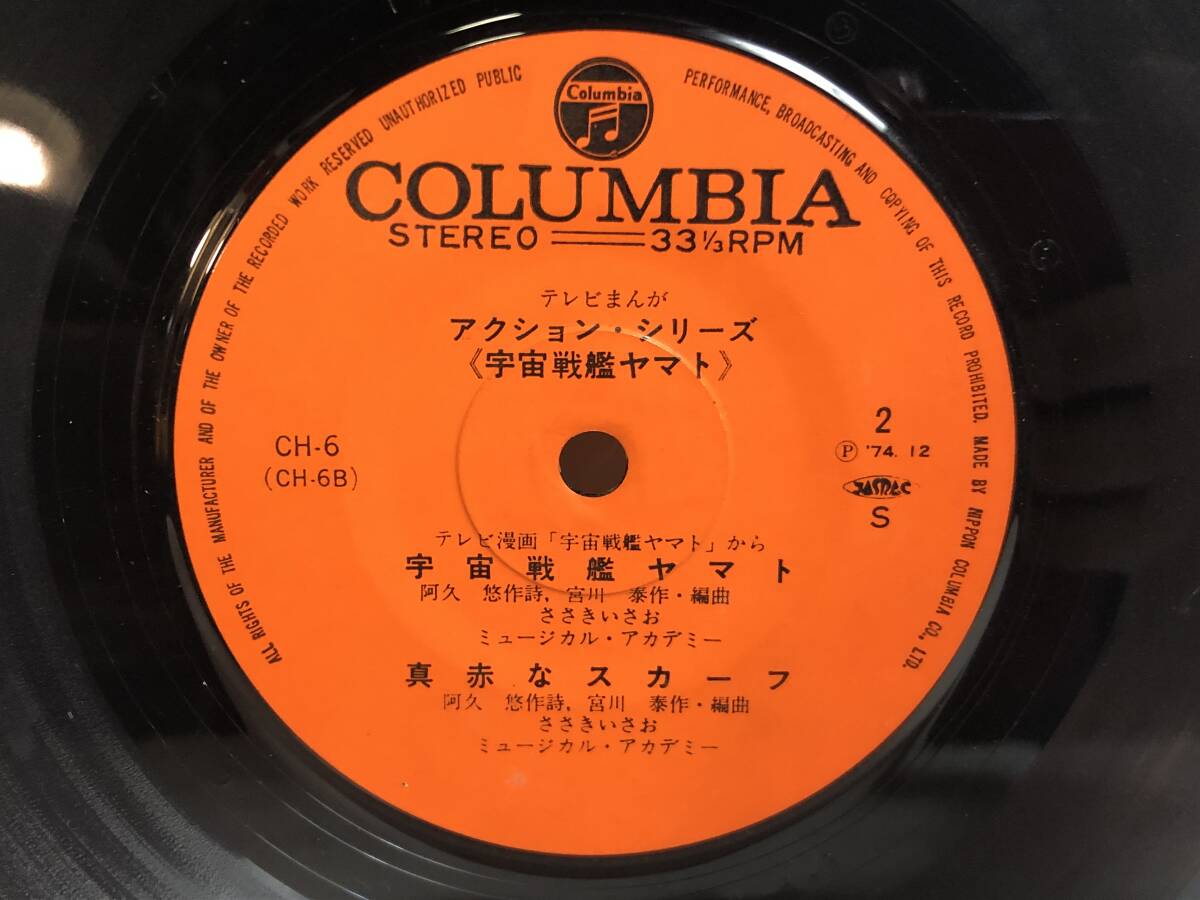 ALL RIGHTS OF THE MANUFACTURER AND OF THE OWNER OF THE RECORDED WORK RESERVED UNAUTHORIZED PUBLIC PERFORMANCE, BROADCASTING AND COPYING OF THIS RECORD PROHIBITED. MADE BY NIPPON COLUMBIA CO., LTD.
Columbia
COLUMBIA
STEREO 33⅓RPM
テレビまんが
アクション・シリーズ
《宇宙戦艦ヤマト》
CH-6
(CH-6B)
2
Ⓟ '74. 12
JASRAC
S
テレビ漫画「宇宙戦艦ヤマト」から
宇宙戦艦ヤマト
阿久 悠作詩, 宮川 泰作・編曲
ささきいさお
ミュージカル・アカデミー
真赤なスカーフ
阿久 悠作詩, 宮川 泰作・編曲
ささきいさお
ミュージカル・アカデミー